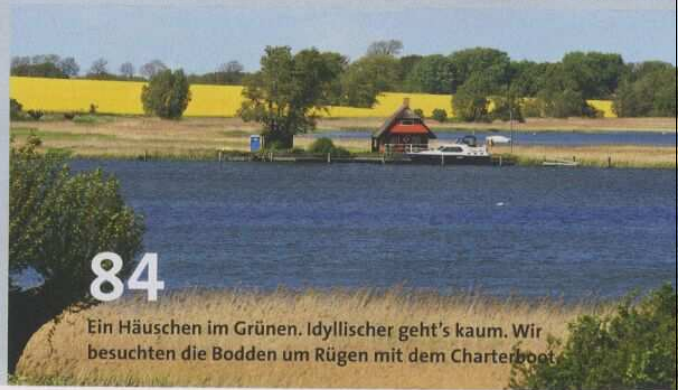 84
Ein Häuschen im Grünen. Idyllischer geht's kaum. Wir
besuchten die Bodden um Rügen mit dem Charterboot.